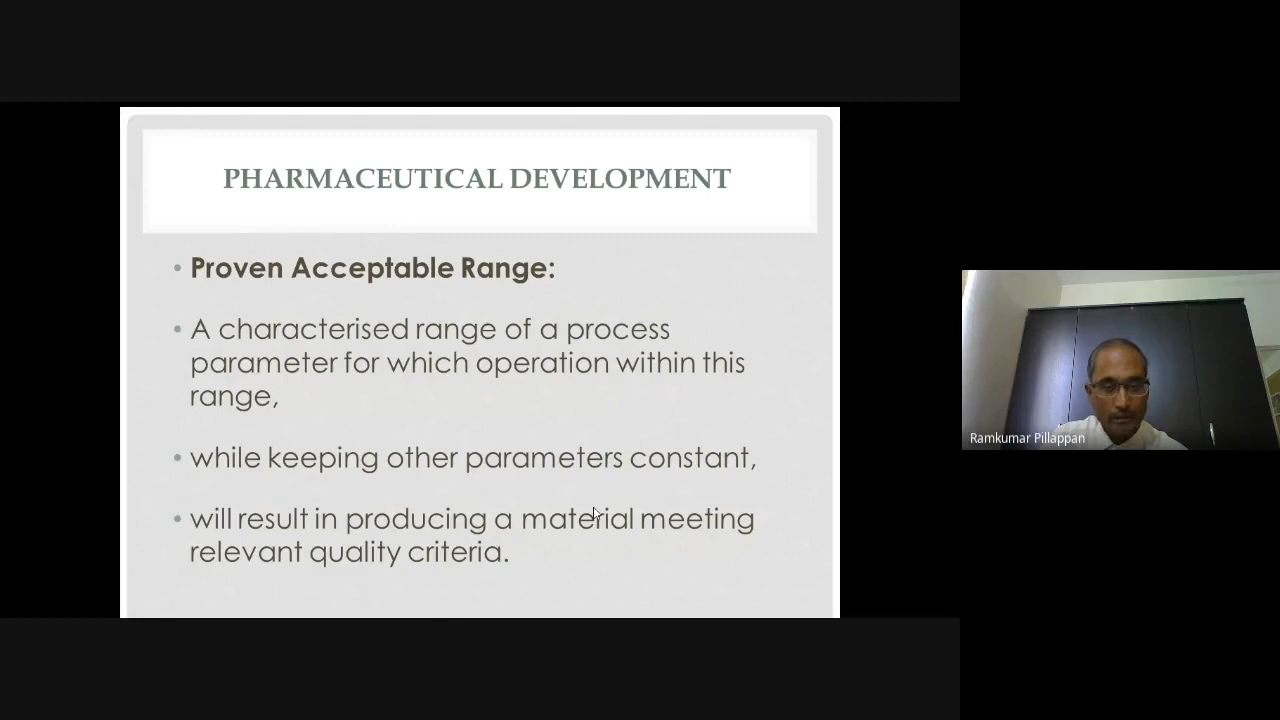 PHARMACEUTICAL DEVELOPMENT
• Proven Acceptable Range:
• A characterised range of a process
parameter for which operation within this
range,
• while keeping other parameters constant,
• will result in producing a material meeting
relevant quality criteria.
Ramkumar Pillappan